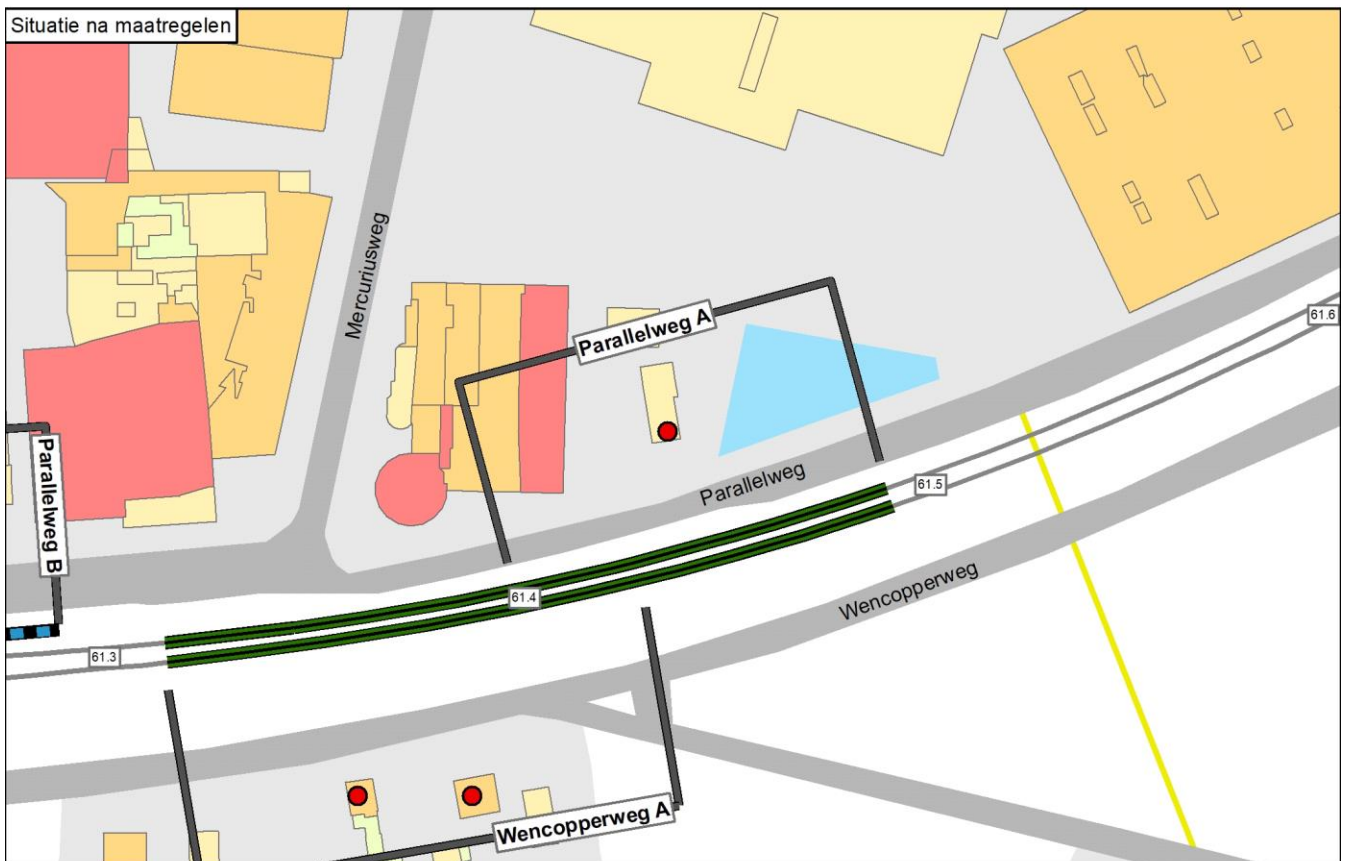 Situatie na maatregelen
Mercuriusweg
Parallelweg A
61.6
Parallelweg B
Parallelweg
61.5
61.4
Wencopperweg
61.3
Wencopperweg A